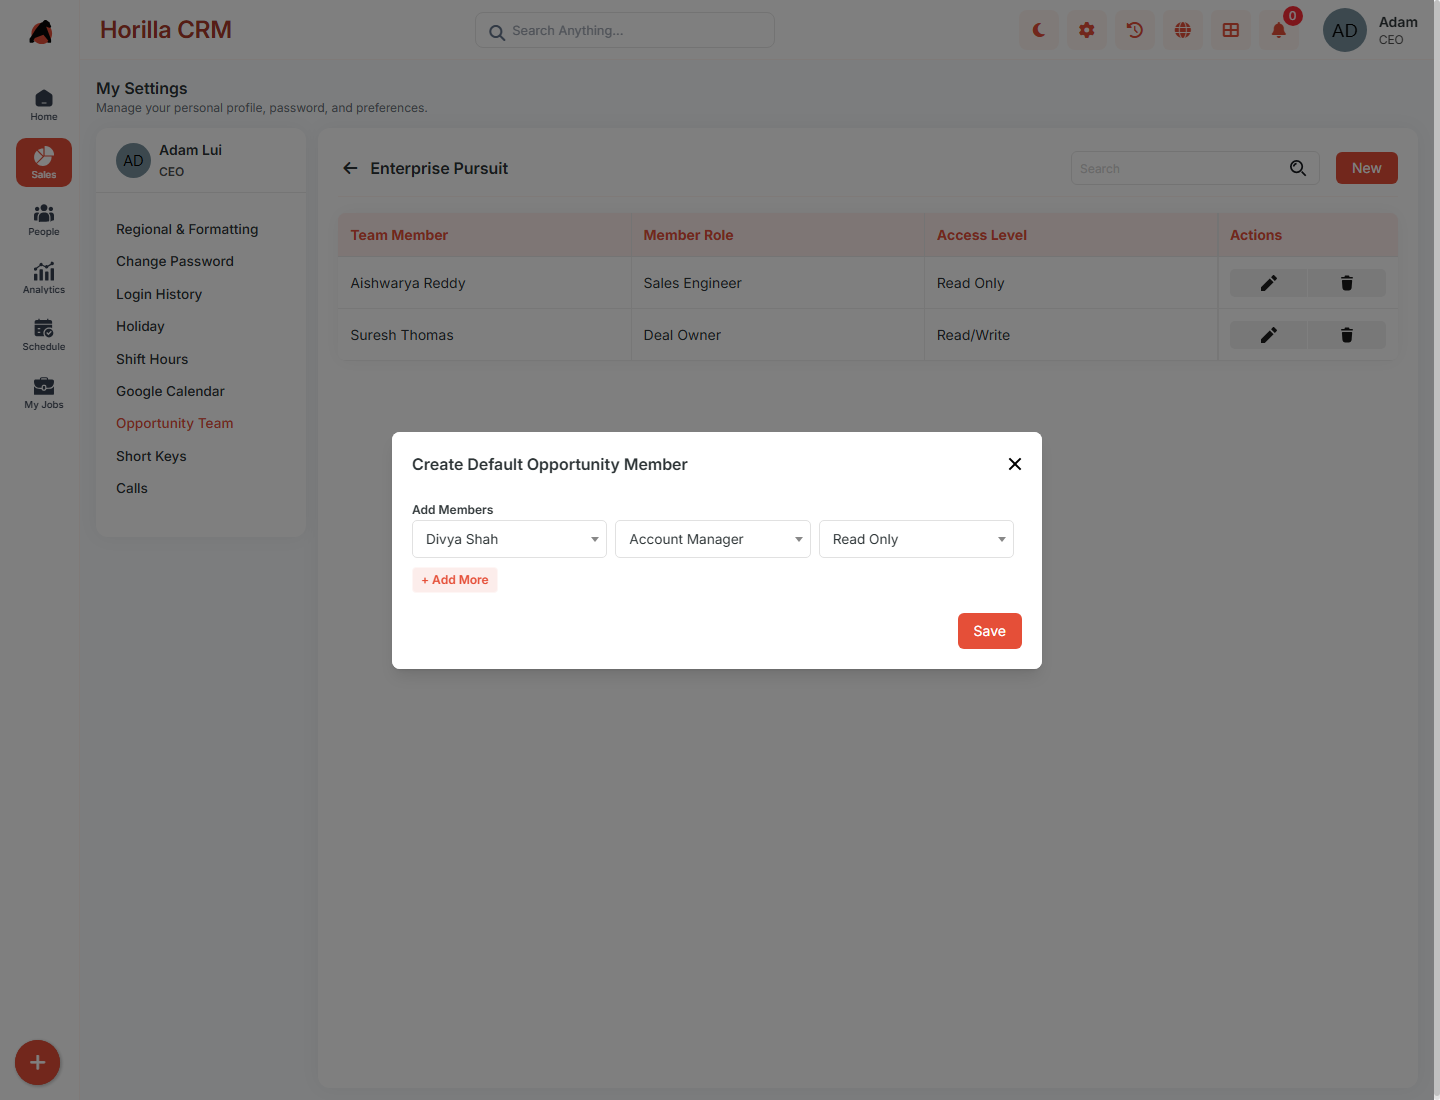 Horilla CRM
Search Anything...
0
AD
Adam
CEO
Home
Sales
People
Analytics
Schedule
My Jobs
My Settings
Manage your personal profile, password, and preferences.
AD
Adam Lui
CEO
Regional & Formatting
Change Password
Login History
Holiday
Shift Hours
Google Calendar
Opportunity Team
Short Keys
Calls
Enterprise Pursuit
Search
New
Team Member Member Role Access Level Actions
Aishwarya Reddy Sales Engineer Read Only
Suresh Thomas Deal Owner Read/Write
Create Default Opportunity Member
Add Members
Divya Shah Account Manager Read Only
+ Add More
Save